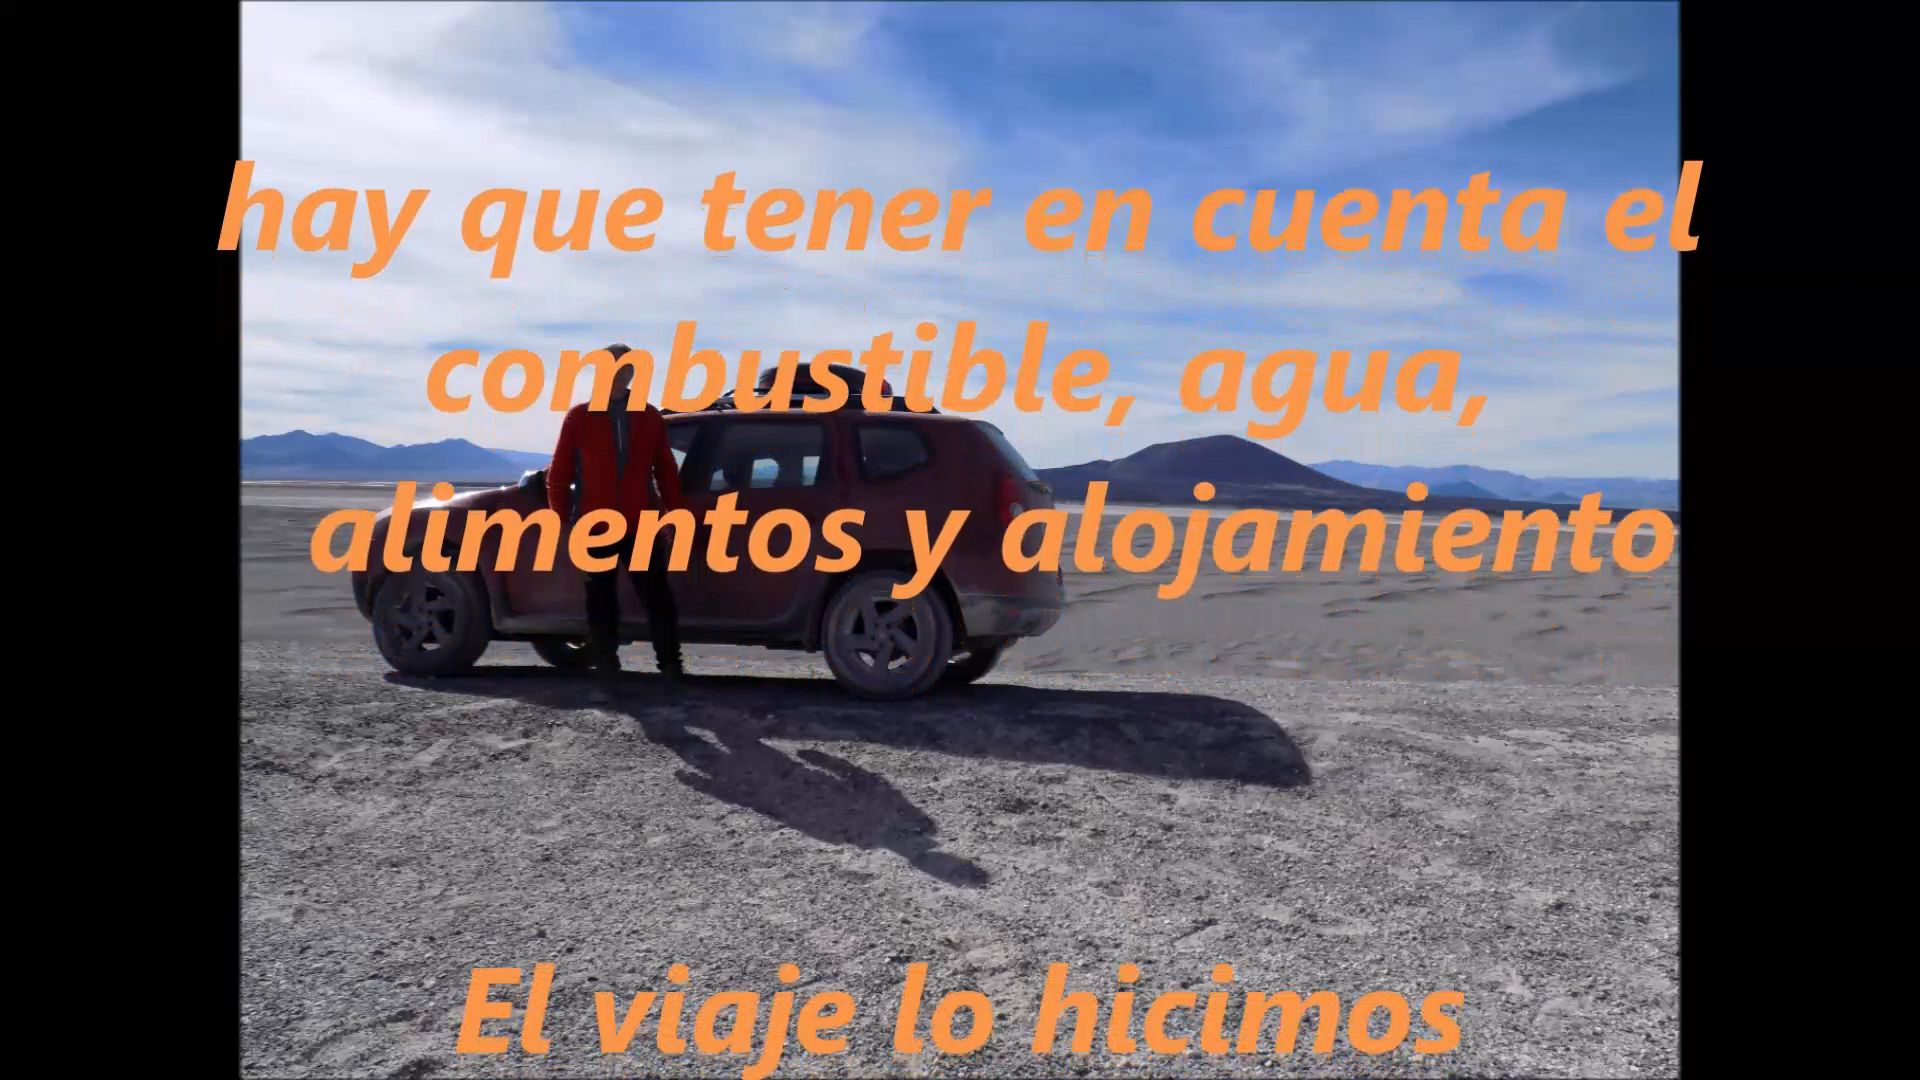 hay que tener en cuenta el
combustible, agua,
alimentos y alojamiento
El viaje lo hicimos